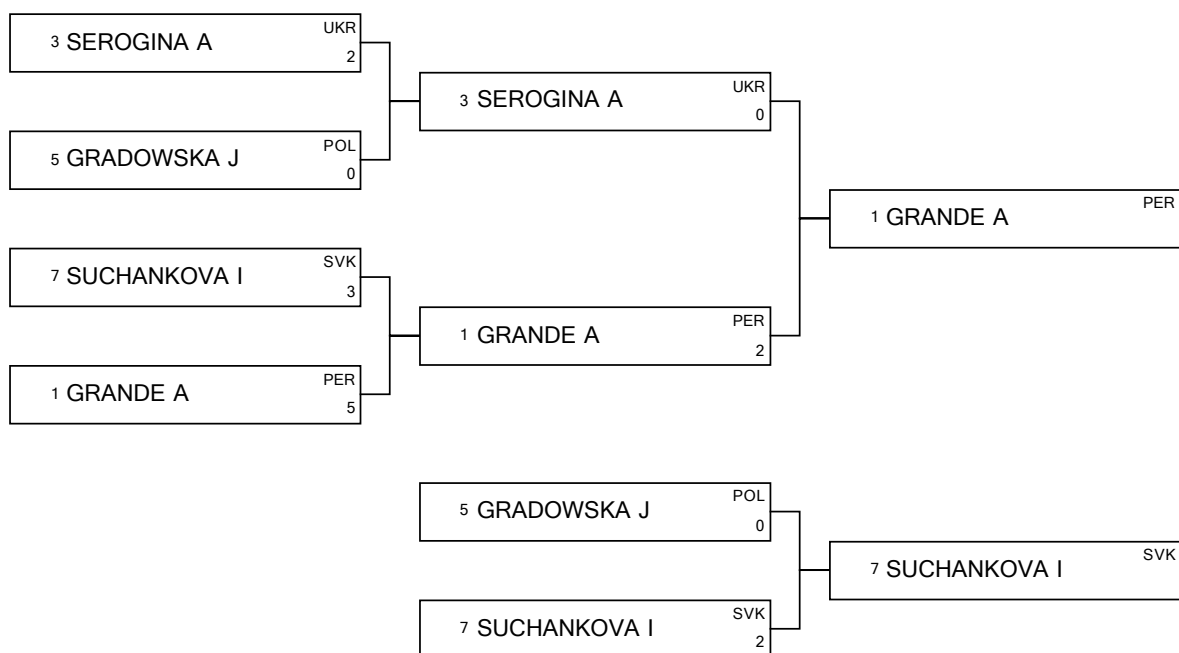 3 SEROGINA A UKR
2
5 GRADOWSKA J POL
0
7 SUCHANKOVA I SVK
3
1 GRANDE A PER
5
3 SEROGINA A UKR
0
1 GRANDE A PER
2
1 GRANDE A PER
5 GRADOWSKA J POL
0
7 SUCHANKOVA I SVK
2
7 SUCHANKOVA I SVK